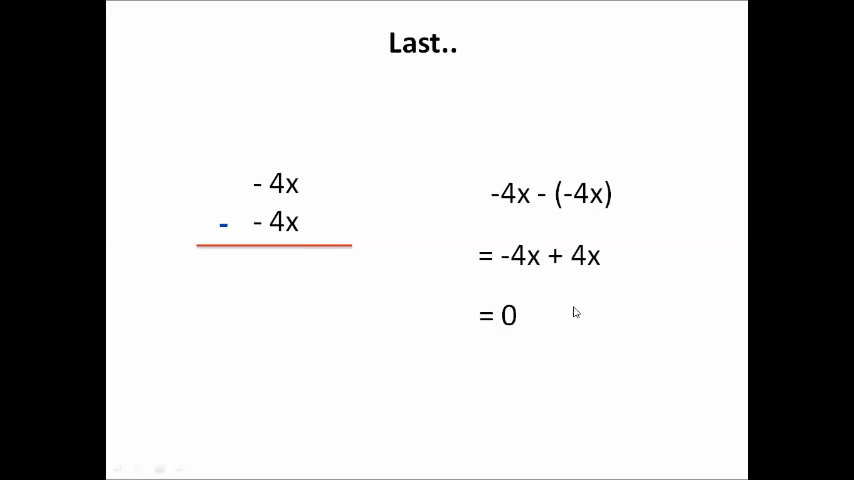 Last..
- 4x
- - 4x
-4x - (-4x)
= -4x + 4x
= 0